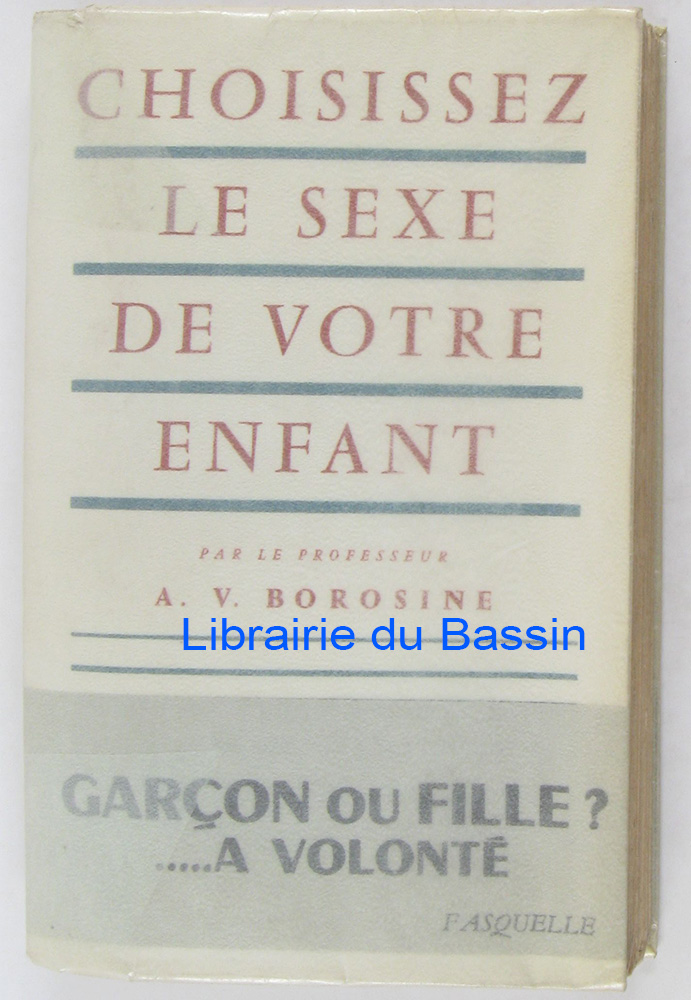 CHOISISSEZ
LE SEXE
DE VOTRE
ENFANT
PAR LE PROFESSEUR
A. V. BOROSINE
Librairie du Bassin
GARÇON OU FILLE ?
.....A VOLONTÉ
FASQUELLE